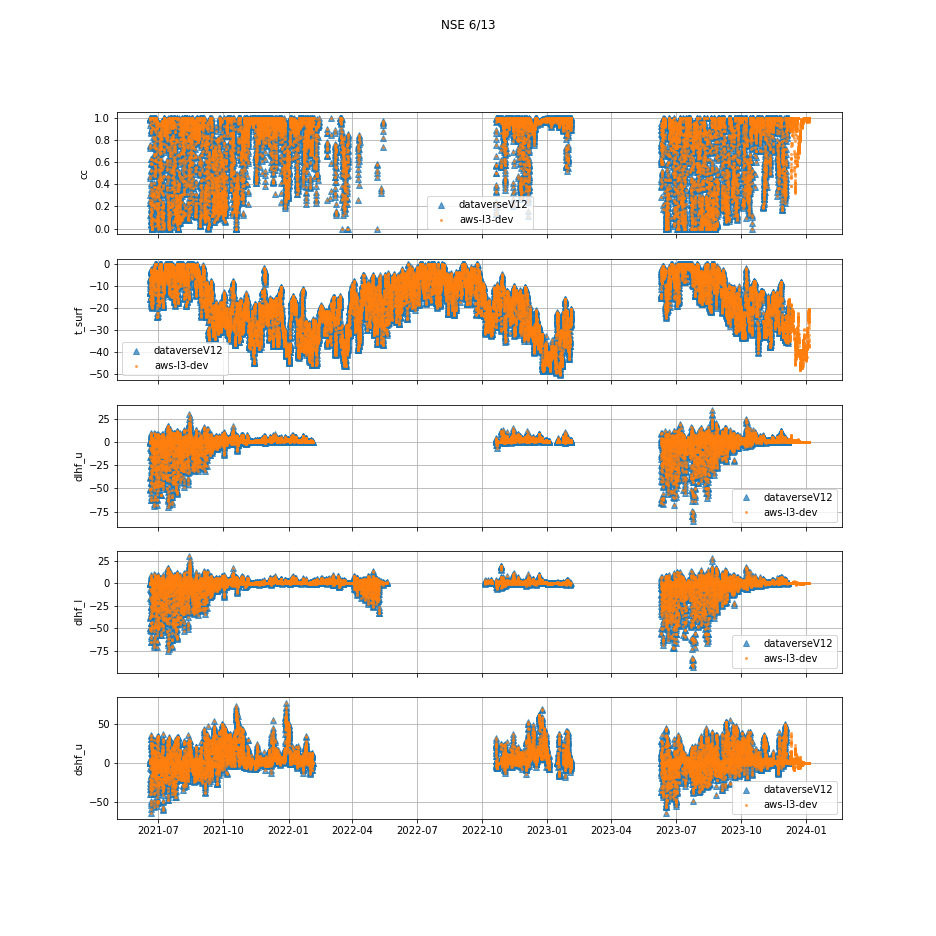 NSE 6/13
1.0
0.8
0.6
0.4
0.2
0.0
cc
dataverseV12
aws-l3-dev
0
−10
−20
−30
−40
−50
t_surf
dataverseV12
aws-l3-dev
25
0
−25
−50
−75
dlhf_u
dataverseV12
aws-l3-dev
25
0
−25
−50
−75
dlhf_l
dataverseV12
aws-l3-dev
50
0
−50
dshf_u
dataverseV12
aws-l3-dev
2021-07 2021-10 2022-01 2022-04 2022-07 2022-10 2023-01 2023-04 2023-07 2023-10 2024-01